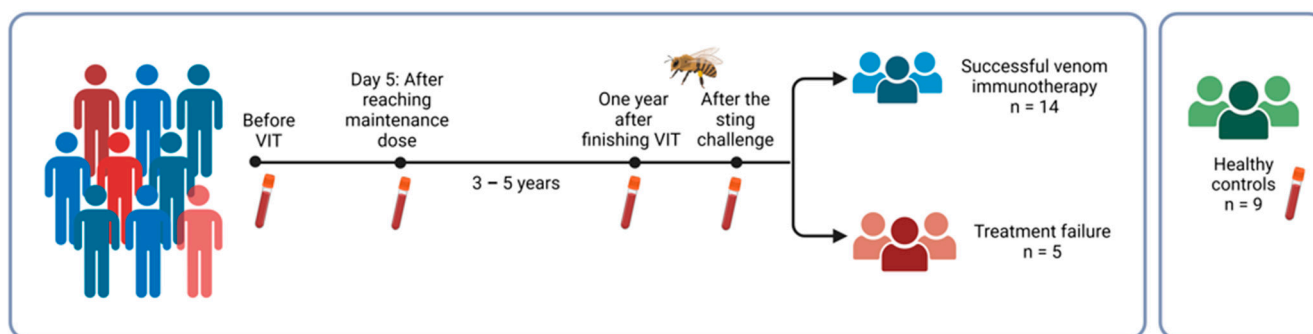 Before
VIT
Day 5: After
reaching
maintenance
dose
3 – 5 years
One year
after
finishing VIT
After the
sting
challenge
Successful venom
immunotherapy
n = 14
Treatment failure
n = 5
Healthy
controls
n = 9